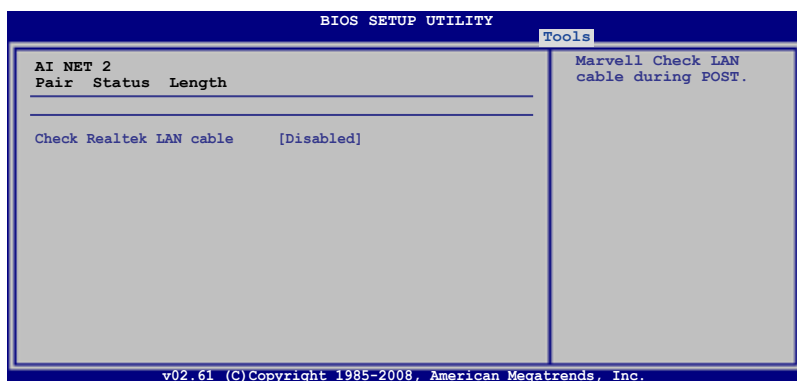 BIOS SETUP UTILITY
Tools
AI NET 2
Pair Status Length
Check Realtek LAN cable [Disabled]
Marvell Check LAN
cable during POST.
v02.61 (C)Copyright 1985-2008, American Megatrends, Inc.